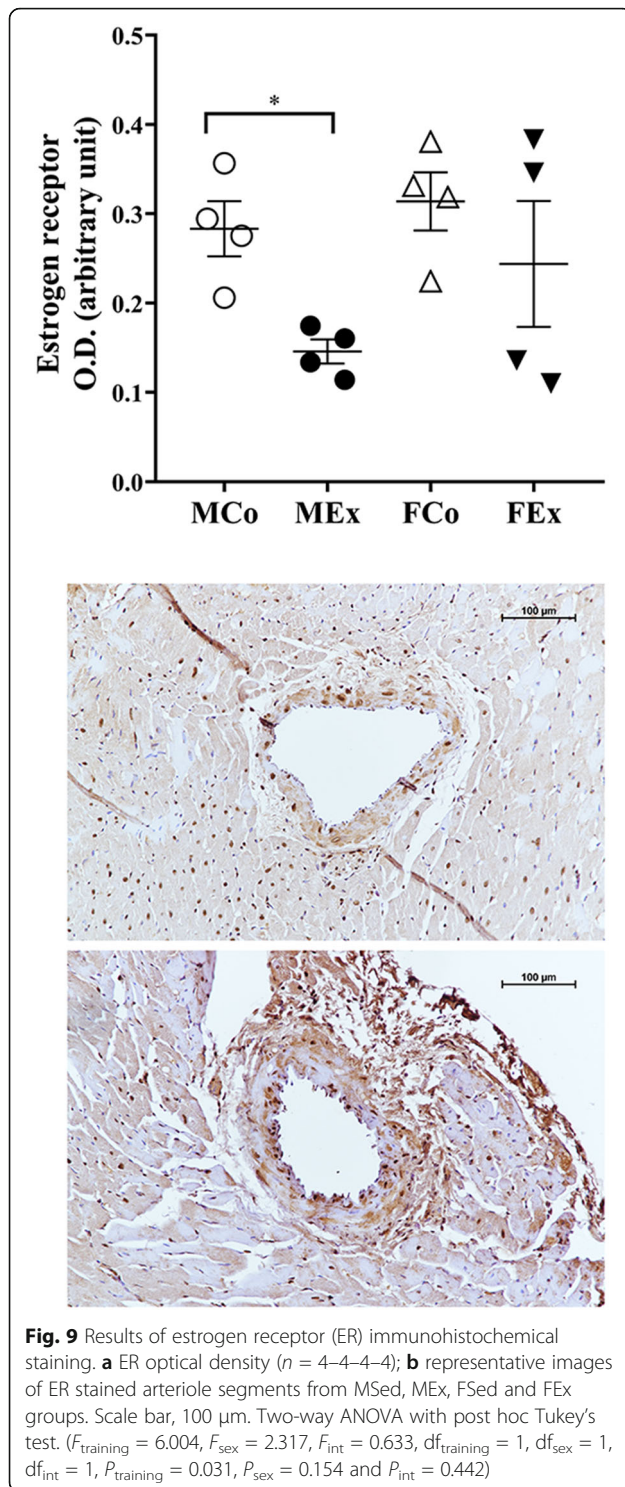 0.5
*
0.4
0.3
0.2
0.1
0.0
Estrogen receptor
O.D. (arbitrary unit)
MCo MEx FCo FEx
100 µm
100 µm
Fig. 9 Results of estrogen receptor (ER) immunohistochemical
staining. a ER optical density (n = 4–4–4–4); b representative images
of ER stained arteriole segments from MSed, MEx, FSed and FEx
groups. Scale bar, 100 μm. Two-way ANOVA with post hoc Tukey's
test. (Ftraining = 6.004, Fsex = 2.317, Fint = 0.633, dftraining = 1, dfsex = 1,
dfint = 1, Ptraining = 0.031, Psex = 0.154 and Pint = 0.442)